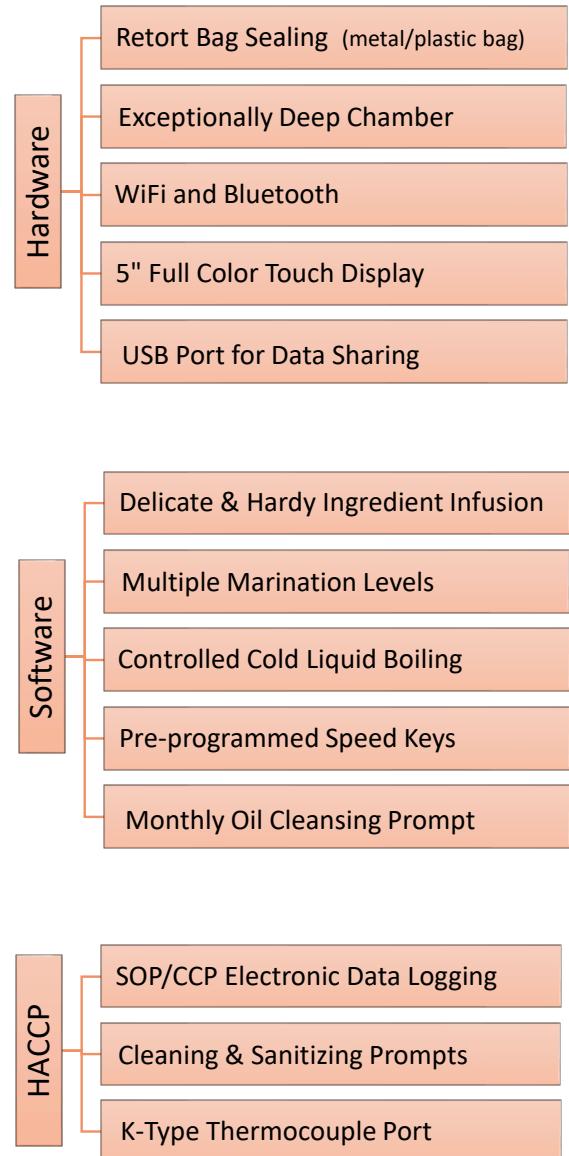 Hardware
Retort Bag Sealing (metal/plastic bag)
Exceptionally Deep Chamber
WiFi and Bluetooth
5" Full Color Touch Display
USB Port for Data Sharing
Software
Delicate & Hardy Ingredient Infusion
Multiple Marination Levels
Controlled Cold Liquid Boiling
Pre-programmed Speed Keys
Monthly Oil Cleansing Prompt
HACCP
SOP/CCP Electronic Data Logging
Cleaning & Sanitizing Prompts
K-Type Thermocouple Port